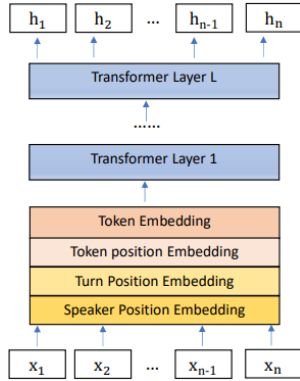 h1 h2 ... hn-1 hn
Transformer Layer L
......
Transformer Layer 1
Token Embedding
Token position Embedding
Turn Position Embedding
Speaker Position Embedding
x1 x2 ... xn-1 xn